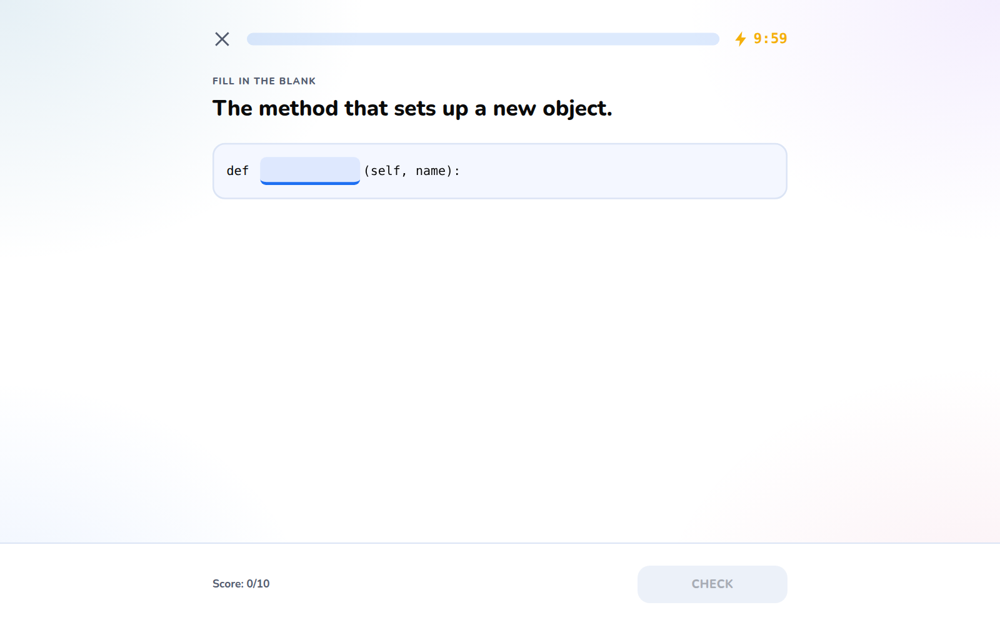 9:59
FILL IN THE BLANK
The method that sets up a new object.
def (self, name):
Score: 0/10
CHECK